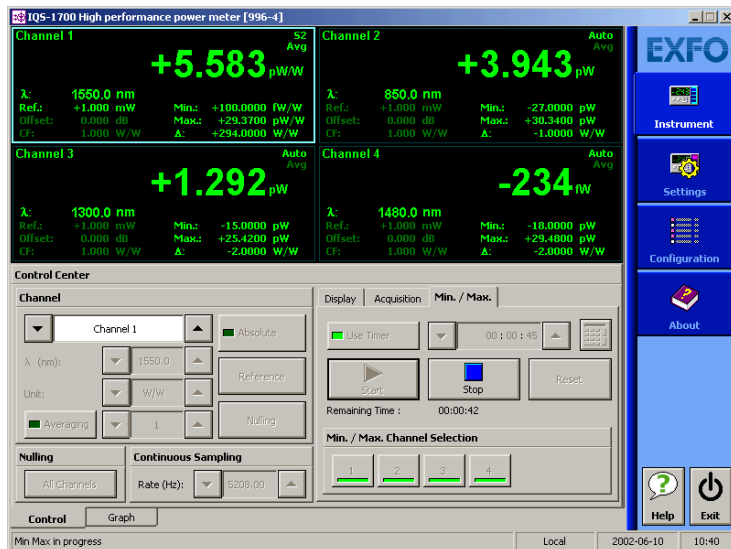 IQS-1700 High performance power meter [996-4]
Channel 1 S2
Avg
+5.583 pW/W
λ: 1550.0 nm
Ref.: +1.000 mW Min.: +100.0000 fW/W
Offset: 0.000 dB Max.: +29.3700 pW/W
CF: 1.000 W/W Δ: +294.0000 W/W
Channel 2 Auto
Avg
+3.943 pW
λ: 850.0 nm
Ref.: +1.000 mW Min.: -27.0000 pW
Offset: 0.000 dB Max.: +30.3400 pW
CF: 1.000 W/W Δ: -1.0000 W/W
Channel 3 Auto
Avg
+1.292 pW
λ: 1300.0 nm
Ref.: +1.000 mW Min.: -15.0000 pW
Offset: 0.000 dB Max.: +25.4200 pW
CF: 1.000 W/W Δ: -2.0000 W/W
Channel 4 Auto
Avg
-234 fW
λ: 1480.0 nm
Ref.: +1.000 mW Min.: -18.0000 pW
Offset: 0.000 dB Max.: +29.4800 pW
CF: 1.000 W/W Δ: -2.0000 W/W
EXFO
Instrument
Settings
Configuration
About
Help Exit
Control Center
Channel
Channel 1 Absolute
λ (nm): 1550.0 Reference
Unit: W/W
Averaging 1 Nulling
Nulling
All Channels
Continuous Sampling
Rate (Hz): 5208.00
Display Acquisition Min. / Max.
Use Timer 00 : 00 : 45
Start Stop Reset
Remaining Time : 00:00:42
Min. / Max. Channel Selection
1 2 3 4
Control Graph
Min Max in progress Local 2002-06-10 10:40